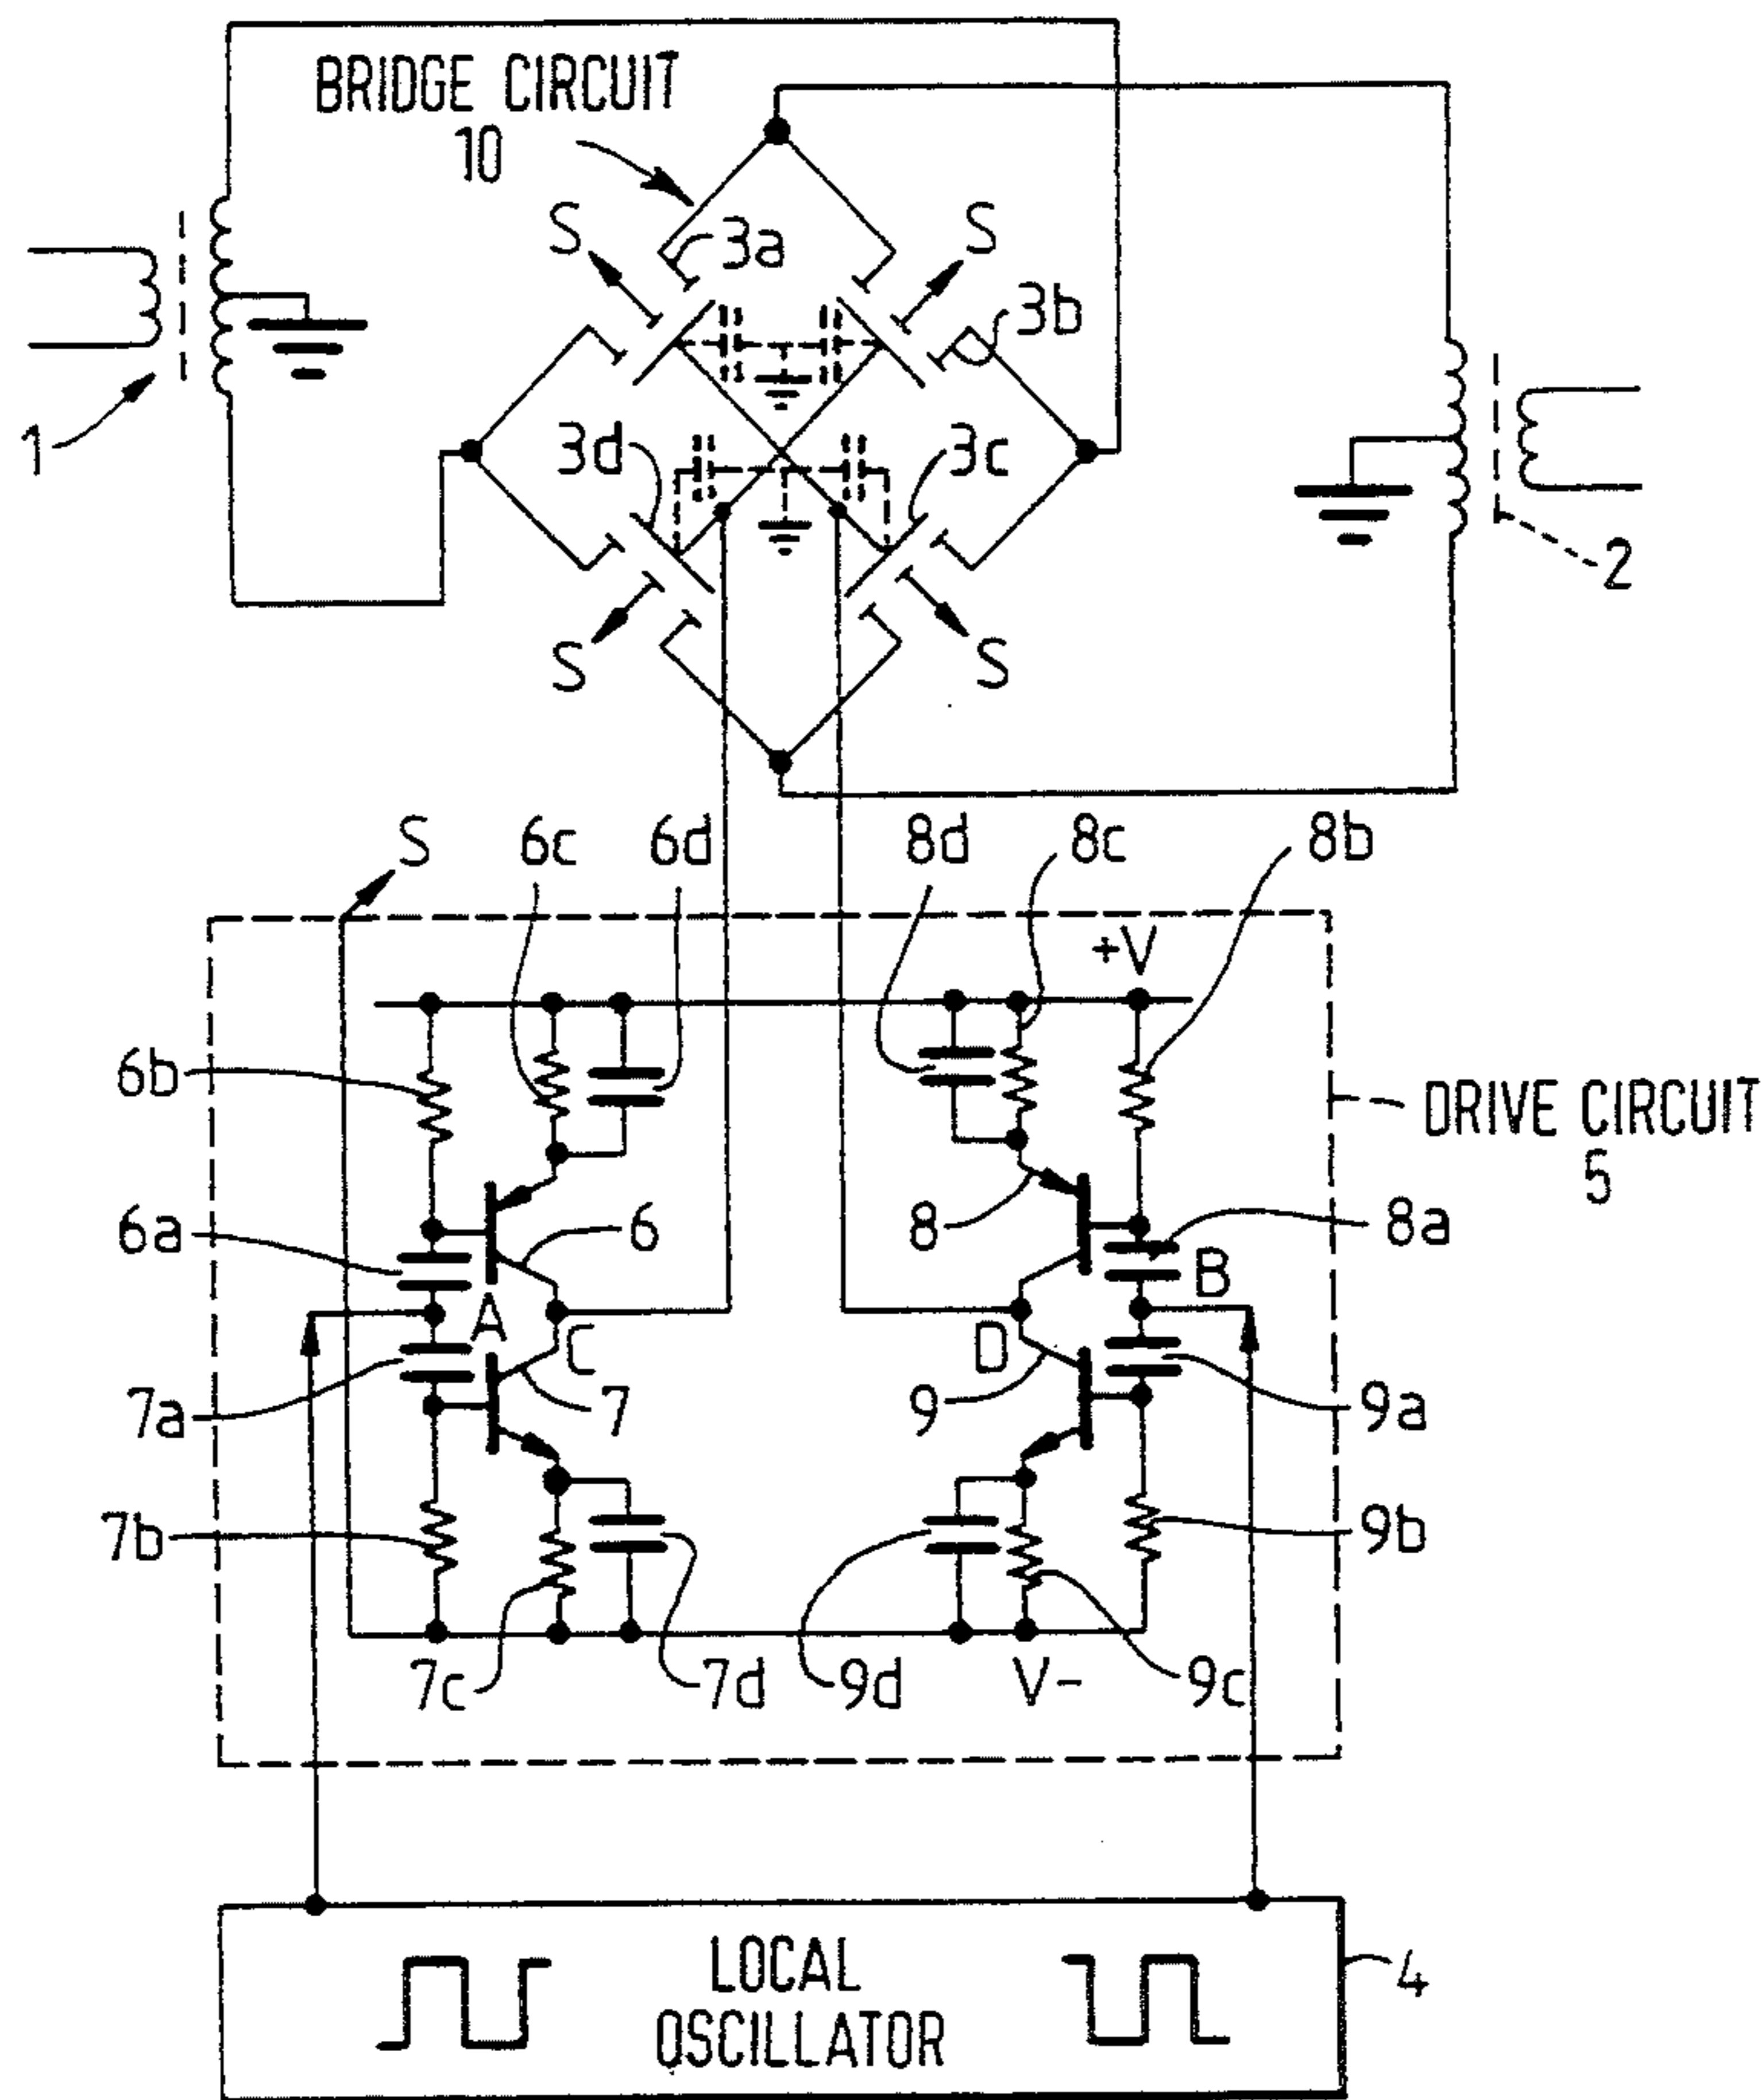 BRIDGE CIRCUIT
10
S
3a
S
3b
1
3d
3c
2
S
S
S
6c
6d
8d
8c
8b
+V
6b
DRIVE CIRCUIT
5
6a
6
8
8a
A
B
C
D
7a
7
9
9a
7b
9b
7c
7d
9d
V-
9c
LOCAL
OSCILLATOR
4